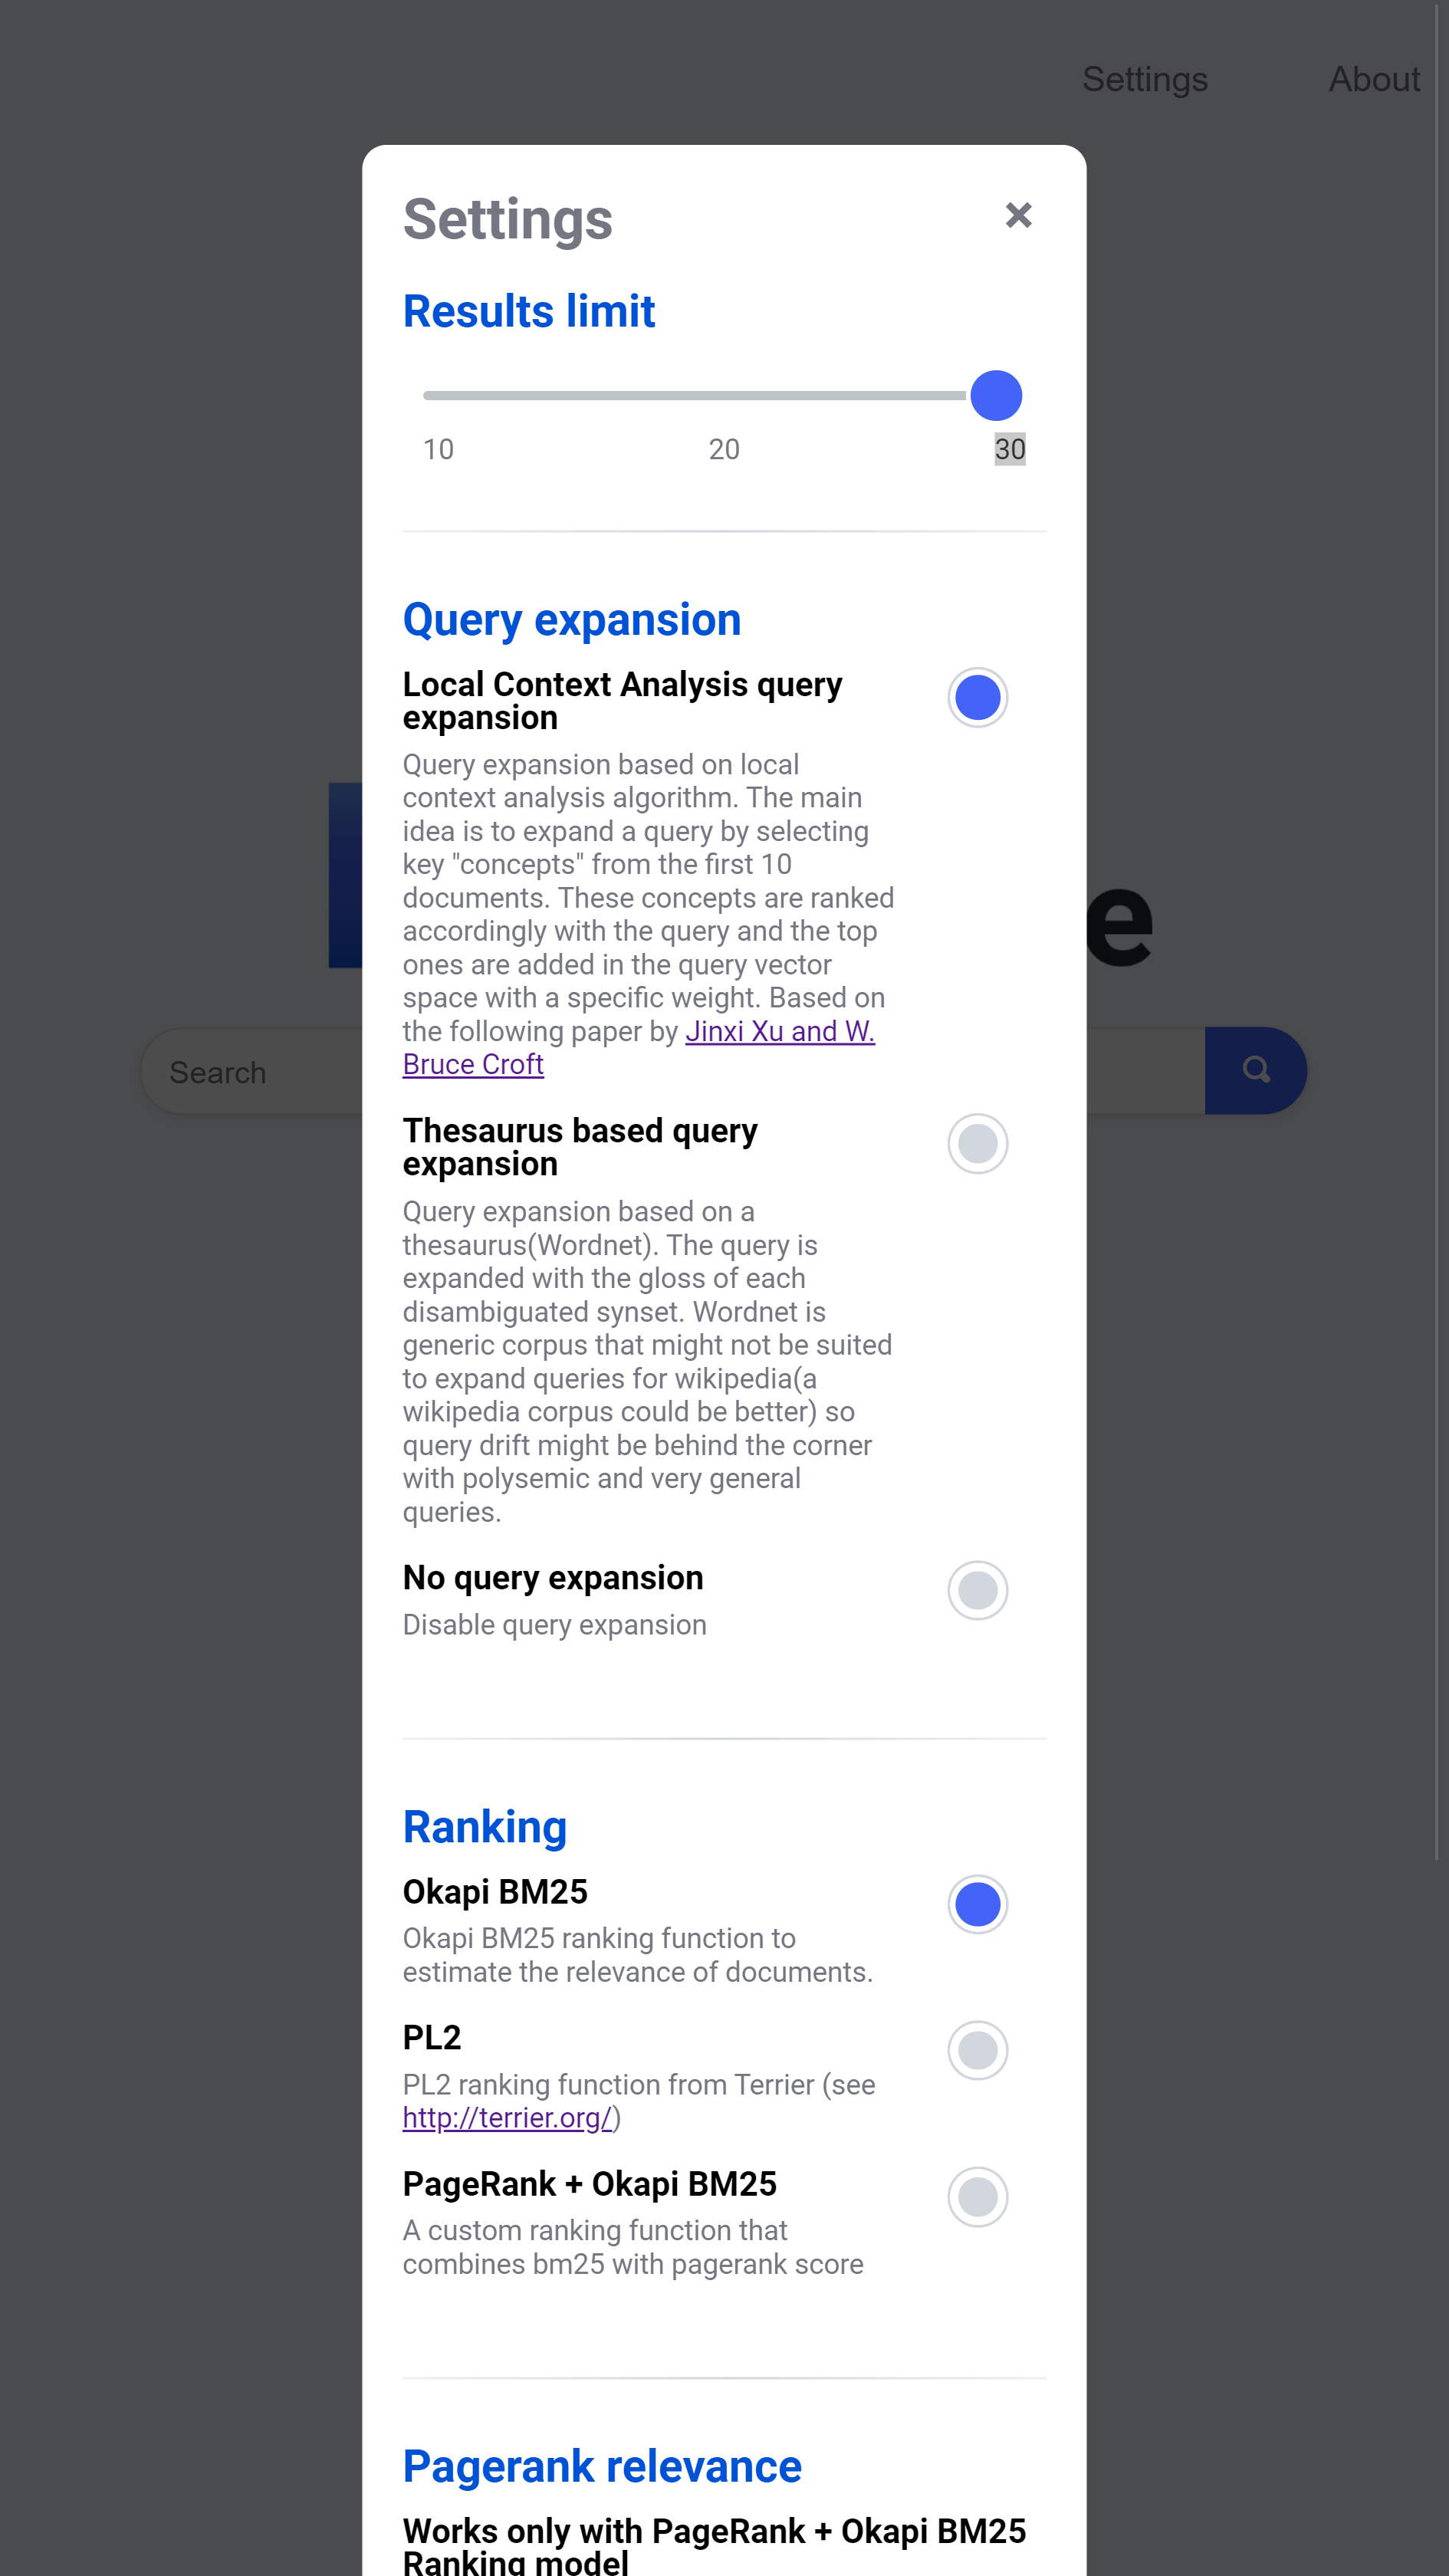 Settings
About
Settings
×
Results limit
10 20 30
Query expansion
Local Context Analysis query
expansion
Query expansion based on local
context analysis algorithm. The main
idea is to expand a query by selecting
key "concepts" from the first 10
documents. These concepts are ranked
accordingly with the query and the top
ones are added in the query vector
space with a specific weight. Based on
the following paper by Jinxi Xu and W.
Bruce Croft
e
Search
Thesaurus based query
expansion
Query expansion based on a
thesaurus(Wordnet). The query is
expanded with the gloss of each
disambiguated synset. Wordnet is
generic corpus that might not be suited
to expand queries for wikipedia(a
wikipedia corpus could be better) so
query drift might be behind the corner
with polysemic and very general
queries.
No query expansion
Disable query expansion
Ranking
Okapi BM25
Okapi BM25 ranking function to
estimate the relevance of documents.
PL2
PL2 ranking function from Terrier (see
http://terrier.org/)
PageRank + Okapi BM25
A custom ranking function that
combines bm25 with pagerank score
Pagerank relevance
Works only with PageRank + Okapi BM25
Ranking model